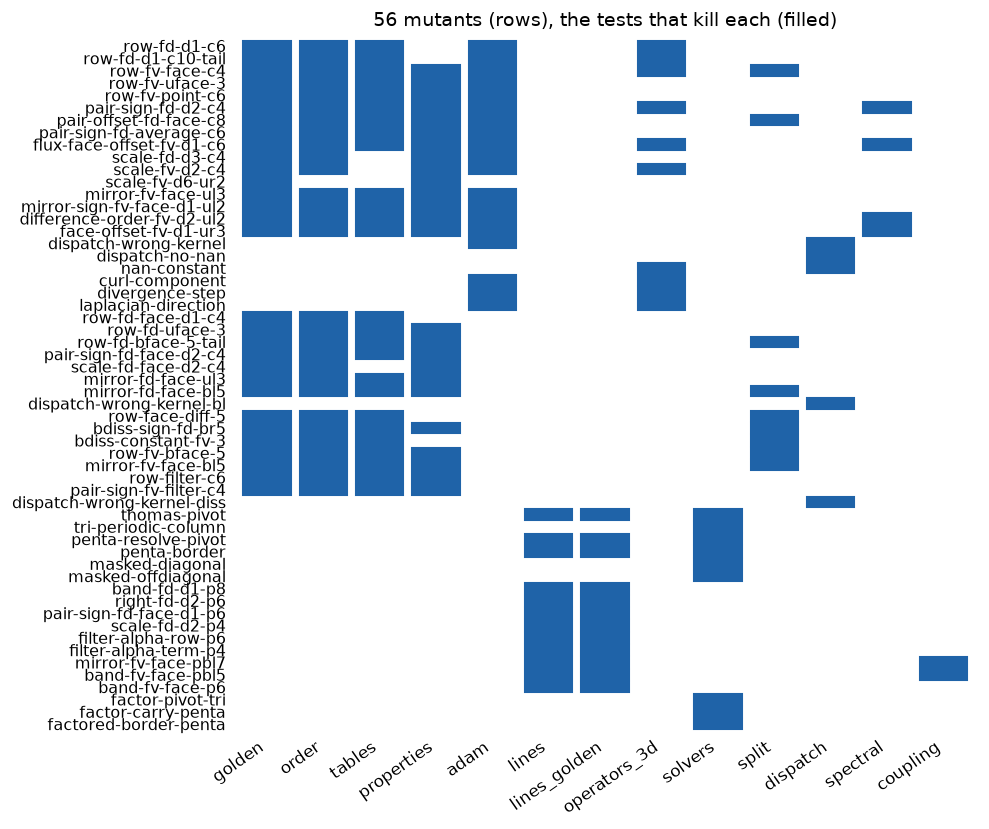 56 mutants (rows), the tests that kill each (filled)
row-fd-d1-c6
row-fd-d1-c10-tail
row-fv-face-c4
row-fv-uface-3
row-fv-point-c6
pair-sign-fd-d2-c4
pair-offset-fd-face-c8
pair-sign-fd-average-c6
flux-face-offset-fv-d1-c6
scale-fd-d3-c4
scale-fv-d2-c4
scale-fv-d6-ur2
mirror-fv-face-ul3
mirror-sign-fv-face-d1-ul2
difference-order-fv-d2-ul2
face-offset-fv-d1-ur3
dispatch-wrong-kernel
dispatch-no-nan
nan-constant
curl-component
divergence-step
laplacian-direction
row-fd-face-d1-c4
row-fd-uface-3
row-fd-bface-5-tail
pair-sign-fd-face-d2-c4
scale-fd-face-d2-c4
mirror-fd-face-ul3
mirror-fd-face-bl5
dispatch-wrong-kernel-bl
row-face-diff-5
bdiss-sign-fd-br5
bdiss-constant-fv-3
row-fv-bface-5
mirror-fv-face-bl5
row-filter-c6
pair-sign-fv-filter-c4
dispatch-wrong-kernel-diss
thomas-pivot
tri-periodic-column
penta-resolve-pivot
penta-border
masked-diagonal
masked-offdiagonal
band-fd-d1-p8
right-fd-d2-p6
pair-sign-fd-face-d1-p6
scale-fd-d2-p4
filter-alpha-row-p6
filter-alpha-term-p4
mirror-fv-face-pbl7
band-fv-face-pbl5
band-fv-face-p6
factor-pivot-tri
factor-carry-penta
factored-border-penta
golden
order
tables
properties
adam
lines
lines_golden
operators_3d
solvers
split
dispatch
spectral
coupling